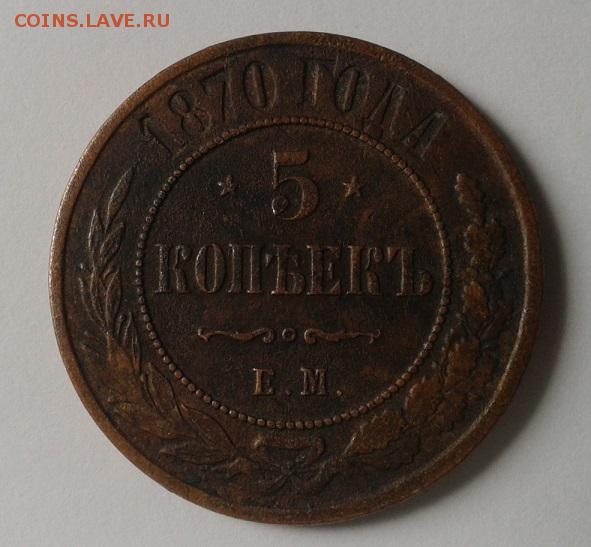 COINS.LAVE.RU
1870 ГОДА
5
КОПѢЕКЪ
Е.М.